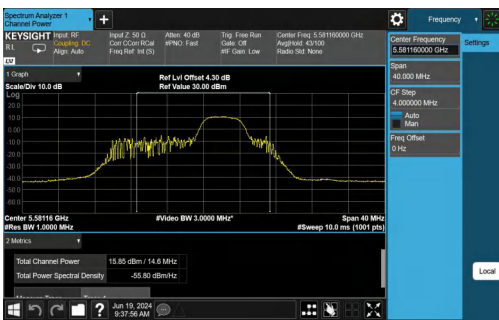 Spectrum Analyzer 1
Channel Power
+
Frequency
KEYSIGHT
Input: RF
Coupling: DC
Align: Auto
Input Z: 50 Ω
Corr CCorr RCal
Freq Ref: Int (S)
Atten: 40 dB
#PNO: Fast
Trig: Free Run
Gate: Off
#IF Gain: Low
Center Freq: 5.581160000 GHz
Avg|Hold: 43/100
Radio Std: None
RL
Center Frequency
5.581160000 GHz
Settings
Span
40.000 MHz
CF Step
4.000000 MHz
Auto
Man
Freq Offset
0 Hz
1 Graph
Scale/Div 10.0 dB
Ref Lvl Offset 4.30 dB
Ref Value 30.00 dBm
Log
20.0
10.0
0.00
-10.0
-20.0
-30.0
-40.0
-50.0
-60.0
Center 5.58116 GHz
#Res BW 1.0000 MHz
#Video BW 3.0000 MHz*
Span 40 MHz
#Sweep 10.0 ms (1001 pts)
2 Metrics
Total Channel Power 15.85 dBm / 14.6 MHz
Total Power Spectral Density -55.80 dBm/Hz
Local
?
Jun 19, 2024
9:37:56 AM